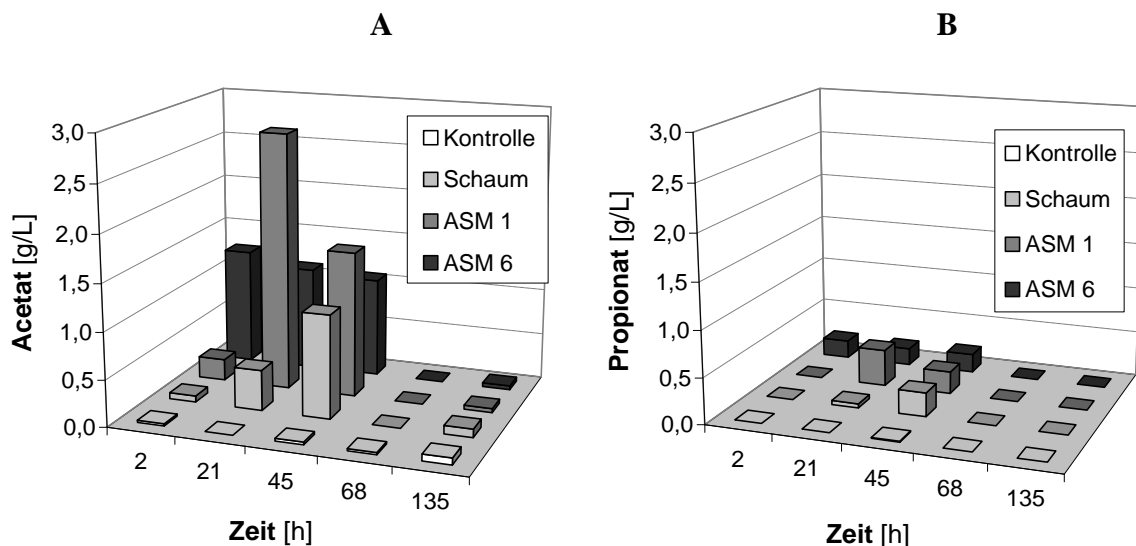 A
3,0
2,5
2,0
1,5
1,0
0,5
0,0
Acetat [g/L]
Kontrolle
Schaum
ASM 1
ASM 6
2
21
45
68
135
Zeit [h]
B
3,0
2,5
2,0
1,5
1,0
0,5
0,0
Propionat [g/L]
Kontrolle
Schaum
ASM 1
ASM 6
2
21
45
68
135
Zeit [h]